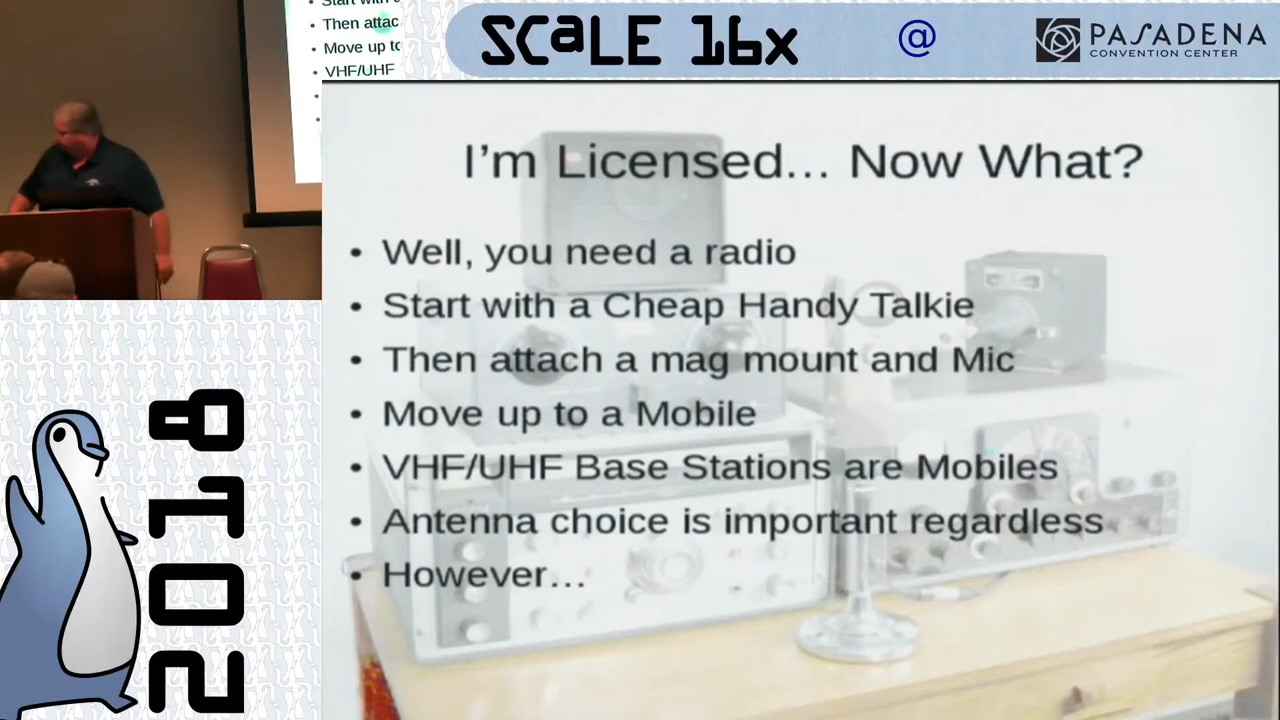 Start with
Then attac
Move up to
VHF/UHF
SCaLE 16x
@
PASADENA
CONVENTION CENTER
I'm Licensed... Now What?
• Well, you need a radio
• Start with a Cheap Handy Talkie
• Then attach a mag mount and Mic
• Move up to a Mobile
• VHF/UHF Base Stations are Mobiles
• Antenna choice is important regardless
• However...
2018